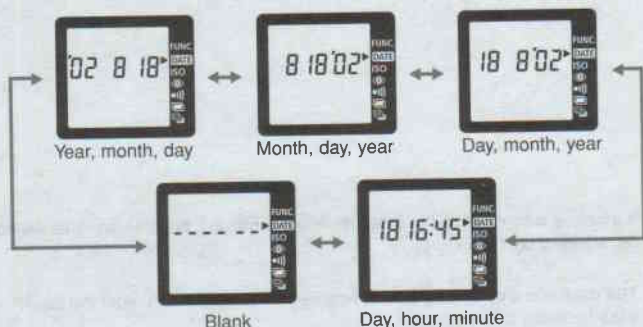 '02 8 18
FUNC.
DATE
ISO
Year, month, day
8 18 '02
FUNC.
DATE
ISO
Month, day, year
18 8 '02
FUNC.
DATE
ISO
Day, month, year
- - - - - -
FUNC.
DATE
ISO
Blank
18 16:45
FUNC.
DATE
ISO
Day, hour, minute